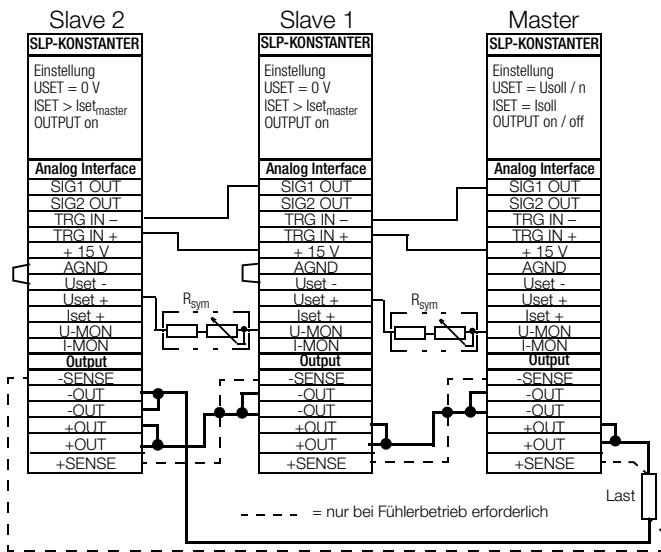 Slave 2
SLP-KONSTANTER
Einstellung
USET = 0 V
ISET > Isetmaster
OUTPUT on
Analog Interface
SIG1 OUT
SIG2 OUT
TRG IN –
TRG IN +
+ 15 V
AGND
Uset -
Uset +
Iset +
U-MON
I-MON
Output
-SENSE
-OUT
-OUT
+OUT
+OUT
+SENSE
Rsym
Slave 1
SLP-KONSTANTER
Einstellung
USET = 0 V
ISET > Isetmaster
OUTPUT on
Analog Interface
SIG1 OUT
SIG2 OUT
TRG IN –
TRG IN +
+ 15 V
AGND
Uset -
Uset +
Iset +
U-MON
I-MON
Output
-SENSE
-OUT
-OUT
+OUT
+OUT
+SENSE
Rsym
Master
SLP-KONSTANTER
Einstellung
USET = Usoll / n
ISET = Isoll
OUTPUT on / off
Analog Interface
SIG1 OUT
SIG2 OUT
TRG IN –
TRG IN +
+ 15 V
AGND
Uset -
Uset +
Iset +
U-MON
I-MON
Output
-SENSE
-OUT
-OUT
+OUT
+OUT
+SENSE
Last
= nur bei Fühlerbetrieb erforderlich